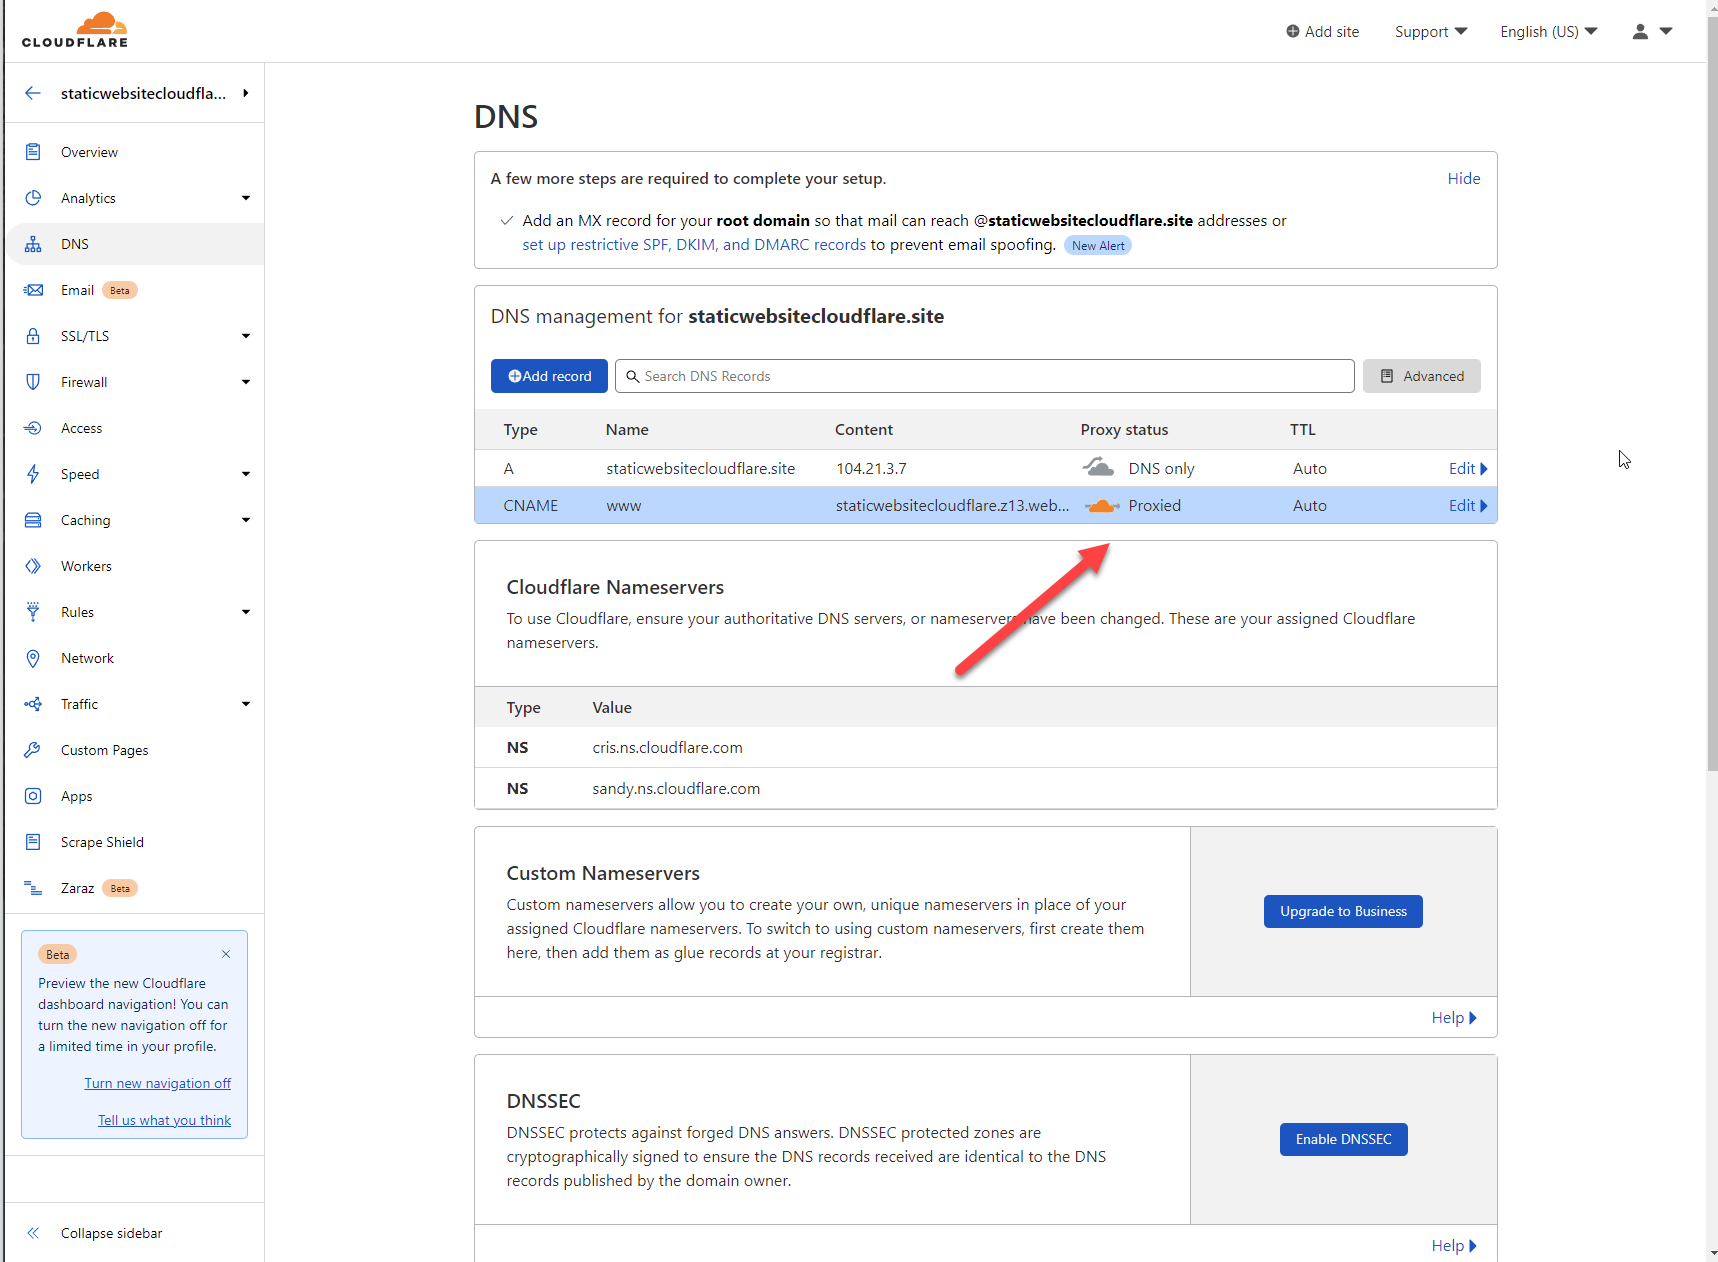 CLOUDFLARE
Add site
Support
English (US)
staticwebsitecloudfla...
Overview
Analytics
DNS
Email Beta
SSL/TLS
Firewall
Access
Speed
Caching
Workers
Rules
Network
Traffic
Custom Pages
Apps
Scrape Shield
Zaraz Beta
Beta
Preview the new Cloudflare
dashboard navigation! You can
turn the new navigation off for
a limited time in your profile.
Turn new navigation off
Tell us what you think
Collapse sidebar
DNS
A few more steps are required to complete your setup.
Hide
Add an MX record for your root domain so that mail can reach @staticwebsitecloudflare.site addresses or
set up restrictive SPF, DKIM, and DMARC records to prevent email spoofing. New Alert
DNS management for staticwebsitecloudflare.site
Add record
Search DNS Records
Advanced
Type Name Content Proxy status TTL
A staticwebsitecloudflare.site 104.21.3.7 DNS only Auto Edit
CNAME www staticwebsitecloudflare.z13.web... Proxied Auto Edit
Cloudflare Nameservers
To use Cloudflare, ensure your authoritative DNS servers, or nameservers have been changed. These are your assigned Cloudflare
nameservers.
Type Value
NS cris.ns.cloudflare.com
NS sandy.ns.cloudflare.com
Custom Nameservers
Custom nameservers allow you to create your own, unique nameservers in place of your
assigned Cloudflare nameservers. To switch to using custom nameservers, first create them
here, then add them as glue records at your registrar.
Upgrade to Business
Help
DNSSEC
DNSSEC protects against forged DNS answers. DNSSEC protected zones are
cryptographically signed to ensure the DNS records received are identical to the DNS
records published by the domain owner.
Enable DNSSEC
Help